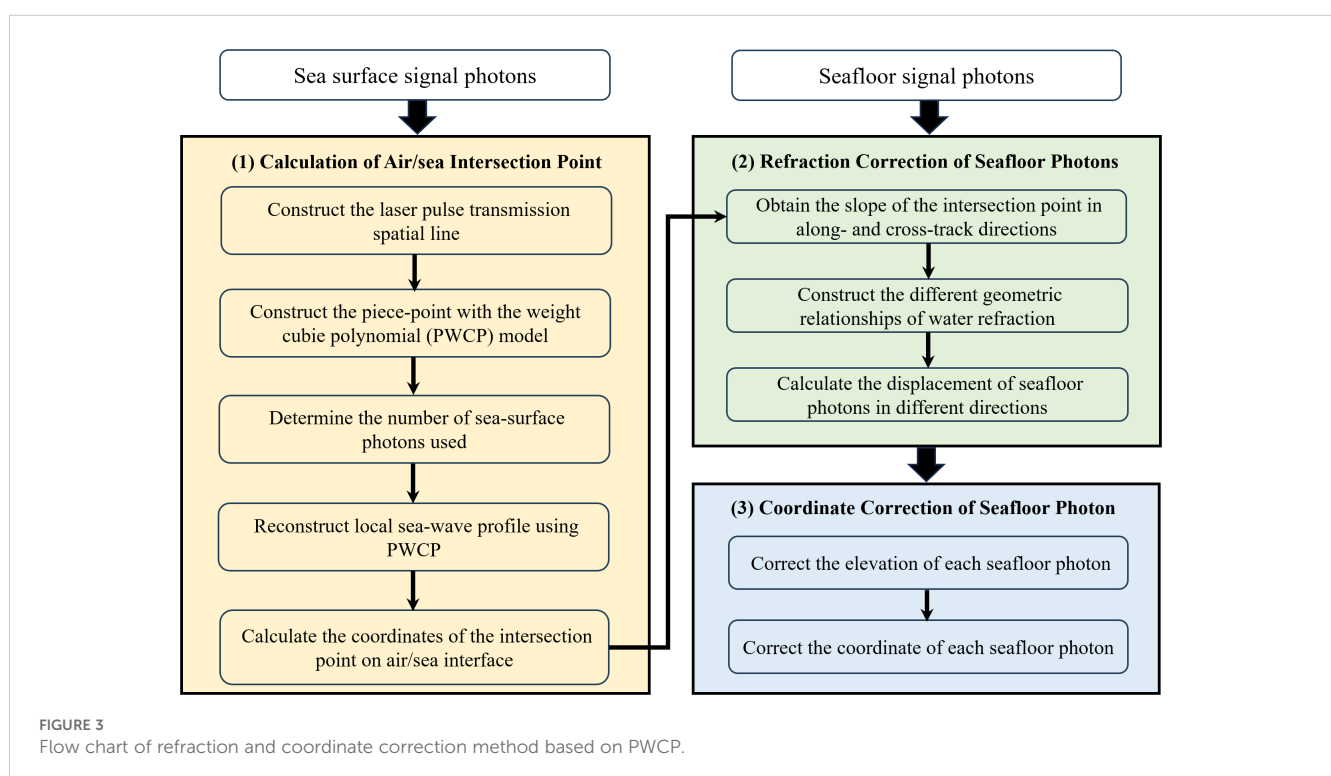 Sea surface signal photons
(1) Calculation of Air/sea Intersection Point
Construct the laser pulse transmission
spatial line
Construct the piece-point with the weight
cubie polynomial (PWCP) model
Determine the number of sea-surface
photons used
Reconstruct local sea-wave profile using
PWCP
Calculate the coordinates of the intersection
point on air/sea interface
Seafloor signal photons
(2) Refraction Correction of Seafloor Photons
Obtain the slope of the intersection point in
along- and cross-track directions
Construct the different geometric
relationships of water refraction
Calculate the displacement of seafloor
photons in different directions
(3) Coordinate Correction of Seafloor Photon
Correct the elevation of each seafloor photon
Correct the coordinate of each seafloor photon
FIGURE 3
Flow chart of refraction and coordinate correction method based on PWCP.